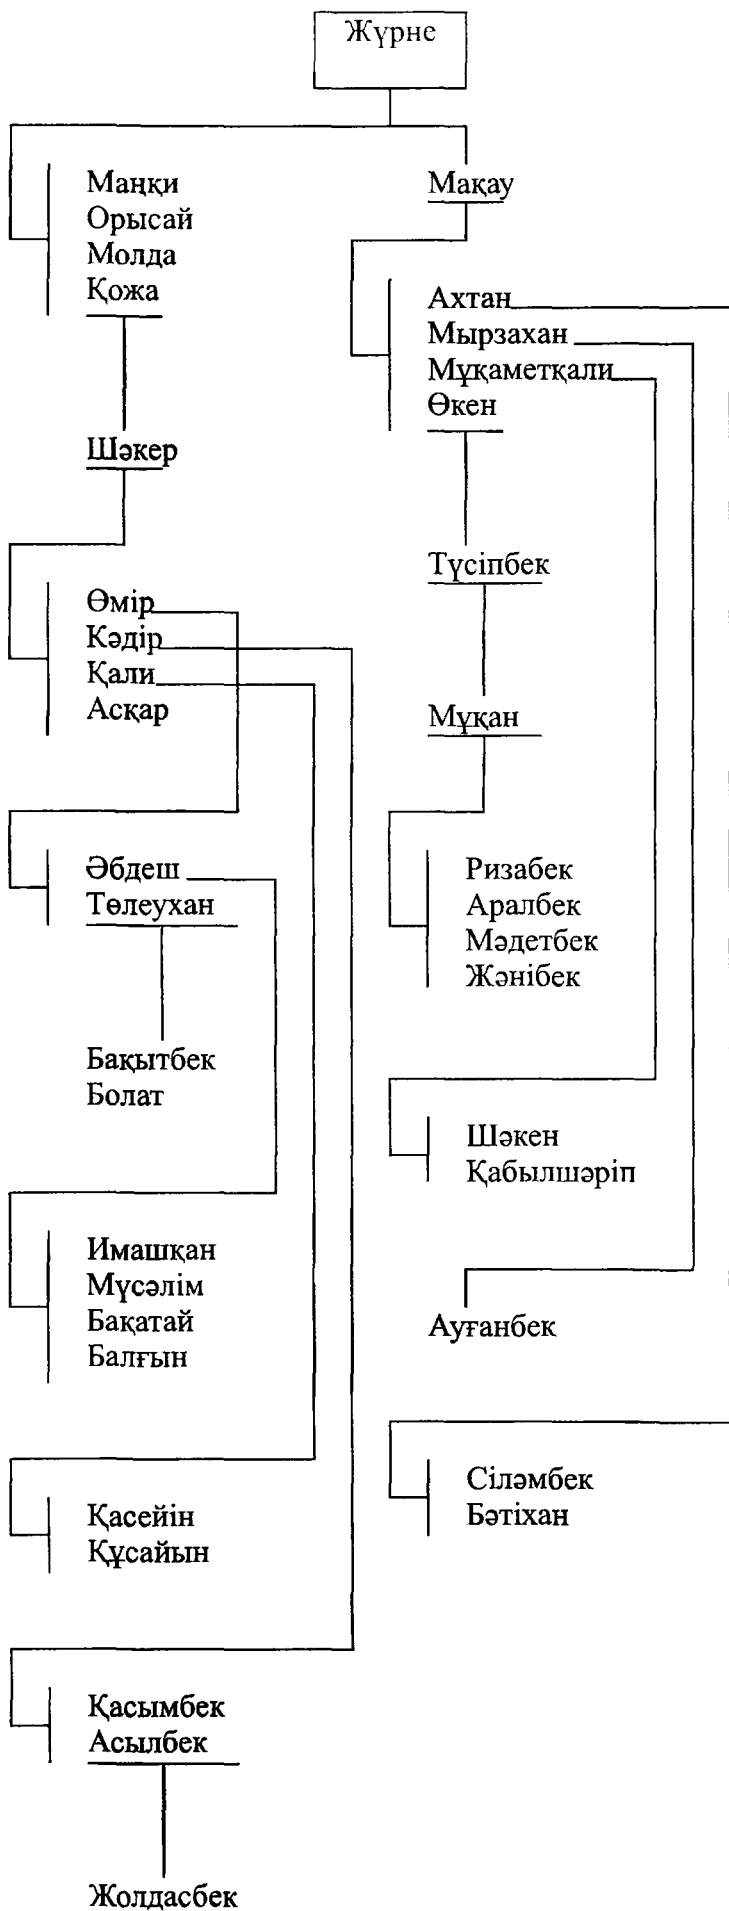 Жүрне
Маңқи
Орысай
Молда
Қожа
Шәкер
Өмір
Кәдір
Қали
Асқар
Әбдеш
Төлеухан
Бақытбек
Болат
Имашқан
Мүсәлім
Бақатай
Балғын
Қасейін
Құсайын
Қасымбек
Асылбек
Жолдасбек
Мақау
Ахтан
Мырзахан
Мұқаметқали
Өкен
Түсіпбек
Мұқан
Ризабек
Аралбек
Мәдетбек
Жәнібек
Шәкен
Қабылшәріп
Ауғанбек
Сіләмбек
Бәтіхан